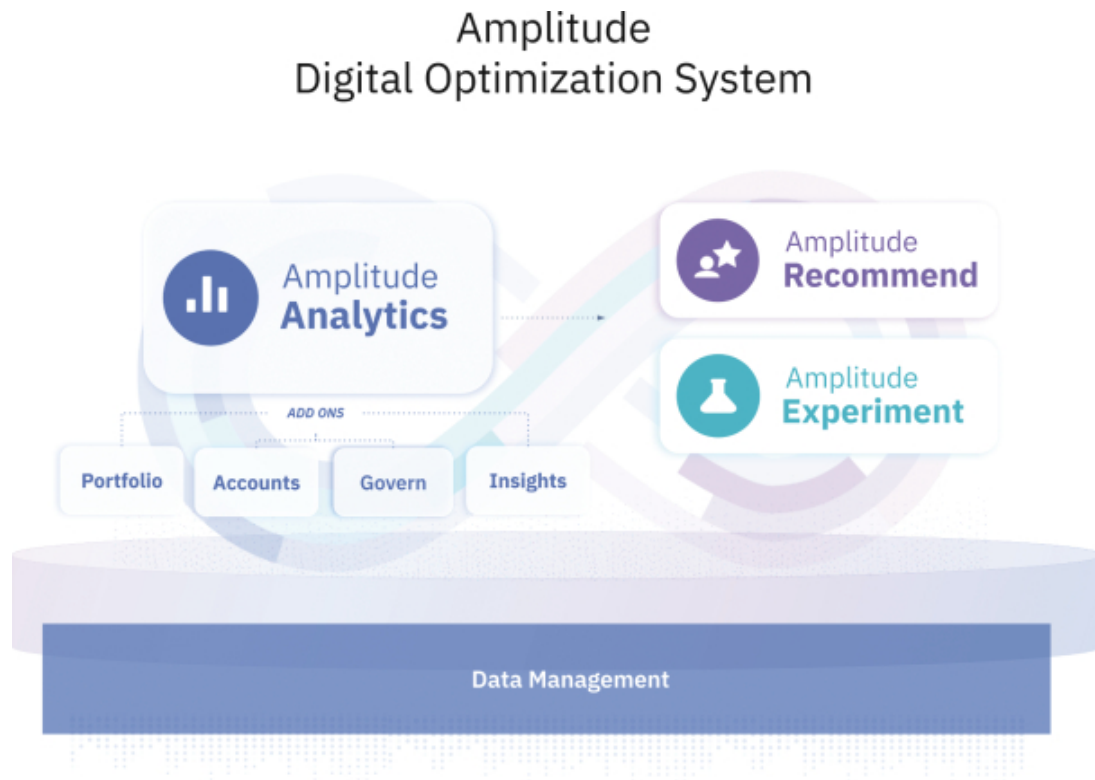 Amplitude
Digital Optimization System
Amplitude
Analytics
Amplitude
Recommend
Amplitude
Experiment
ADD ONS
Portfolio
Accounts
Govern
Insights
Data Management